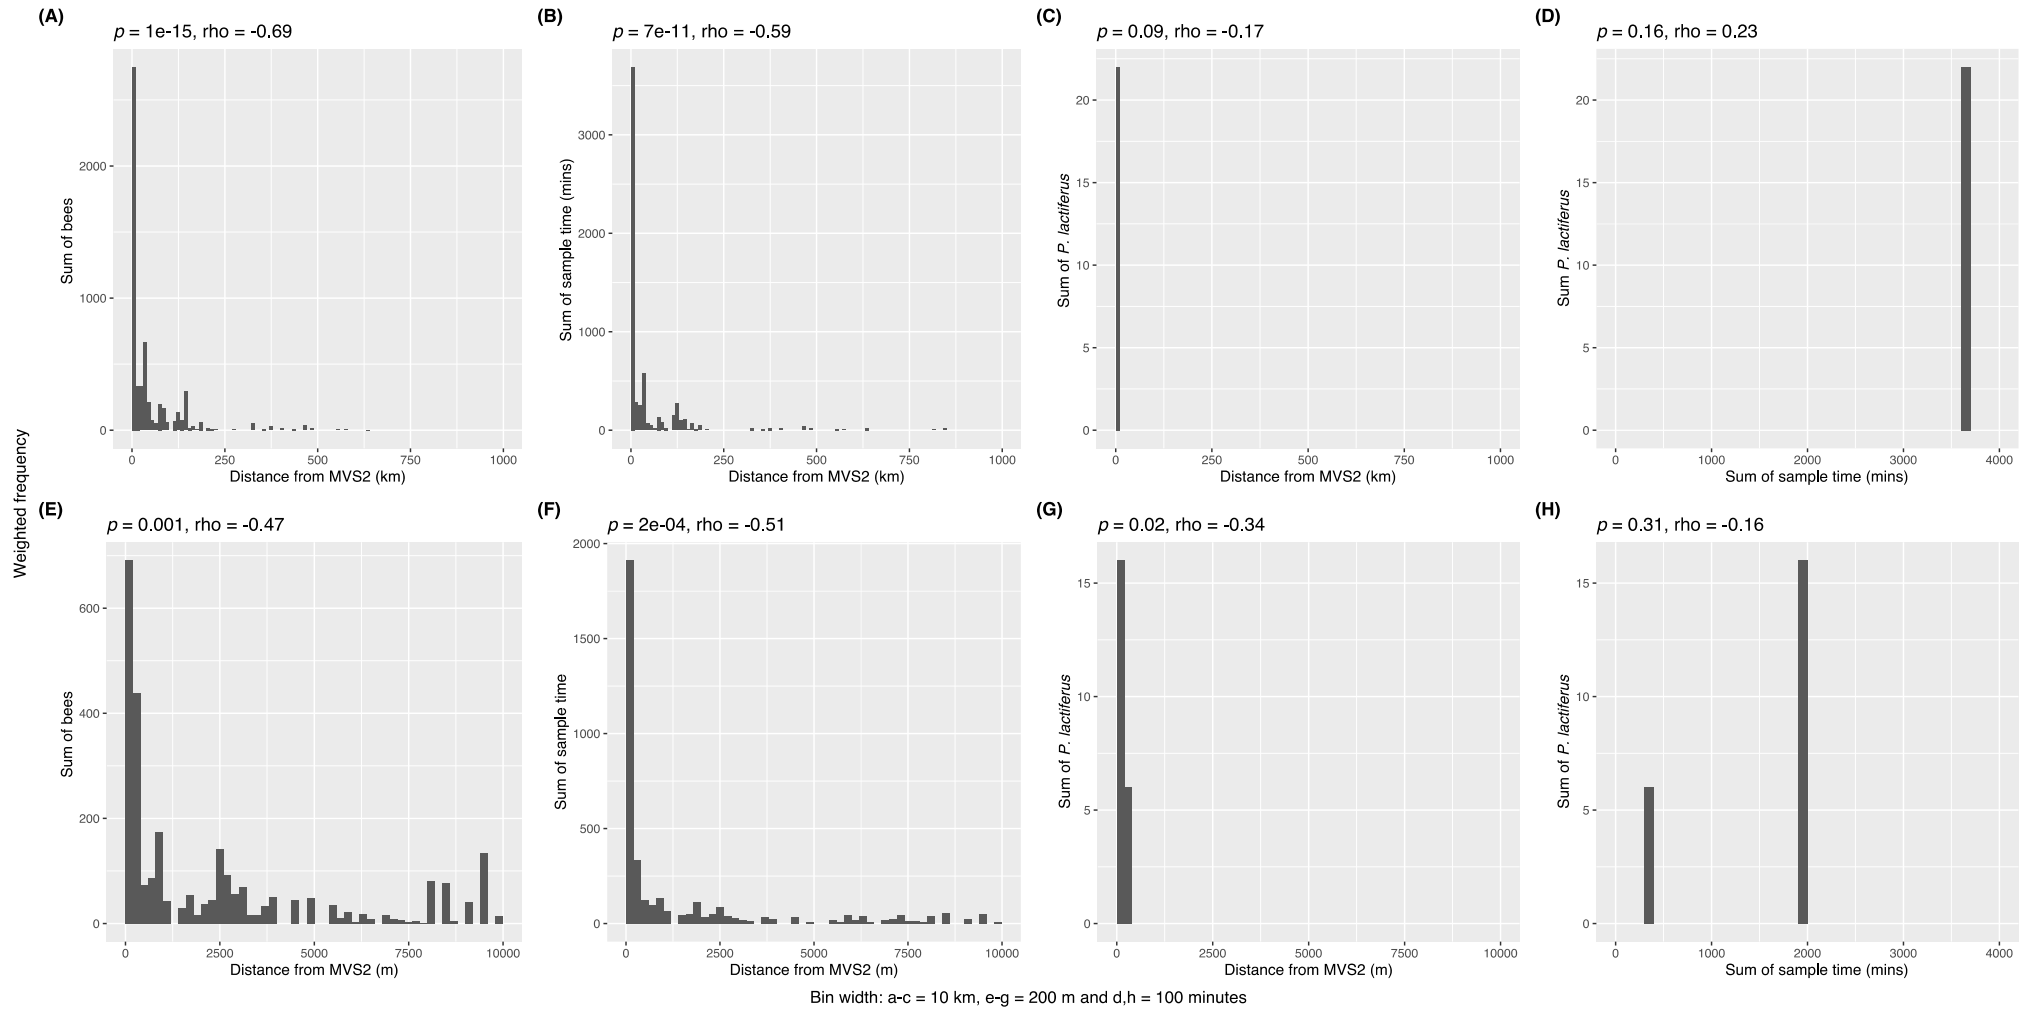 (A)
p = 1e-15, rho = -0.69
Sum of bees
2000
1000
0
0 250 500 750 1000
Distance from MVS2 (km)
(B)
p = 7e-11, rho = -0.59
Sum of sample time (mins)
3000
2000
1000
0
0 250 500 750 1000
Distance from MVS2 (km)
(C)
p = 0.09, rho = -0.17
Sum of P. lactiferus
20
15
10
5
0
0 250 500 750 1000
Distance from MVS2 (km)
(D)
p = 0.16, rho = 0.23
Sum P. lactiferus
20
15
10
5
0
0 1000 2000 3000 4000
Sum of sample time (mins)
Weighted frequency
(E)
p = 0.001, rho = -0.47
Sum of bees
600
400
200
0
0 2500 5000 7500 10000
Distance from MVS2 (m)
(F)
p = 2e-04, rho = -0.51
Sum of sample time
2000
1500
1000
500
0
0 2500 5000 7500 10000
Distance from MVS2 (m)
(G)
p = 0.02, rho = -0.34
Sum of P. lactiferus
15
10
5
0
0 2500 5000 7500 10000
Distance from MVS2 (m)
(H)
p = 0.31, rho = -0.16
Sum of P. lactiferus
15
10
5
0
0 1000 2000 3000 4000
Sum of sample time (mins)
Bin width: a-c = 10 km, e-g = 200 m and d,h = 100 minutes